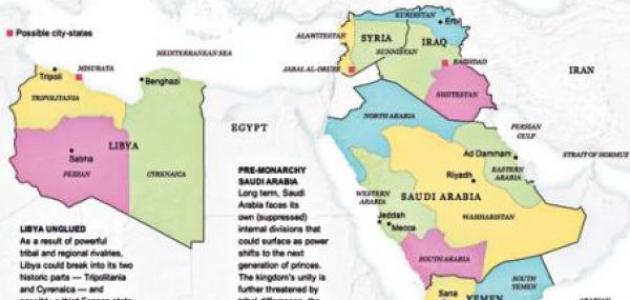 Possible city-states
MEDITERRANEAN SEA
Tripoli
MISURATA
Benghazi
TRIPOLITANIA
LIBYA
Sabha
FEZZAN
CYRENAICA
EGYPT
ALAWITESTAN
KURDISTAN
Erbil
SYRIA
SUNNISTAN
IRAQ
JABAL AL-DRUZE
BAGHDAD
SHIITESTAN
IRAN
NORTH ARABIA
PERSIAN
GULF
STRAIT OF HORMUZ
Ad Dammam
EASTERN
ARABIA
Riyadh
WESTERN
ARABIA
SAUDI ARABIA
WAHHABISTAN
Jeddah
Mecca
SOUTH ARABIA
SOUTH
YEMEN
Sana
YEMEN
LIBYA UNGLUED
As a result of powerful
tribal and regional rivalries,
Libya could break into its two
historic parts — Tripolitania
and Cyrenaica — and
possibly a third Fezzan state
PRE-MONARCHY
SAUDI ARABIA
Long term, Saudi
Arabia faces its
own (suppressed)
internal divisions that
could surface as power
shifts to the next
generation of princes.
The kingdom's unity is
further threatened by
tribal differences, the